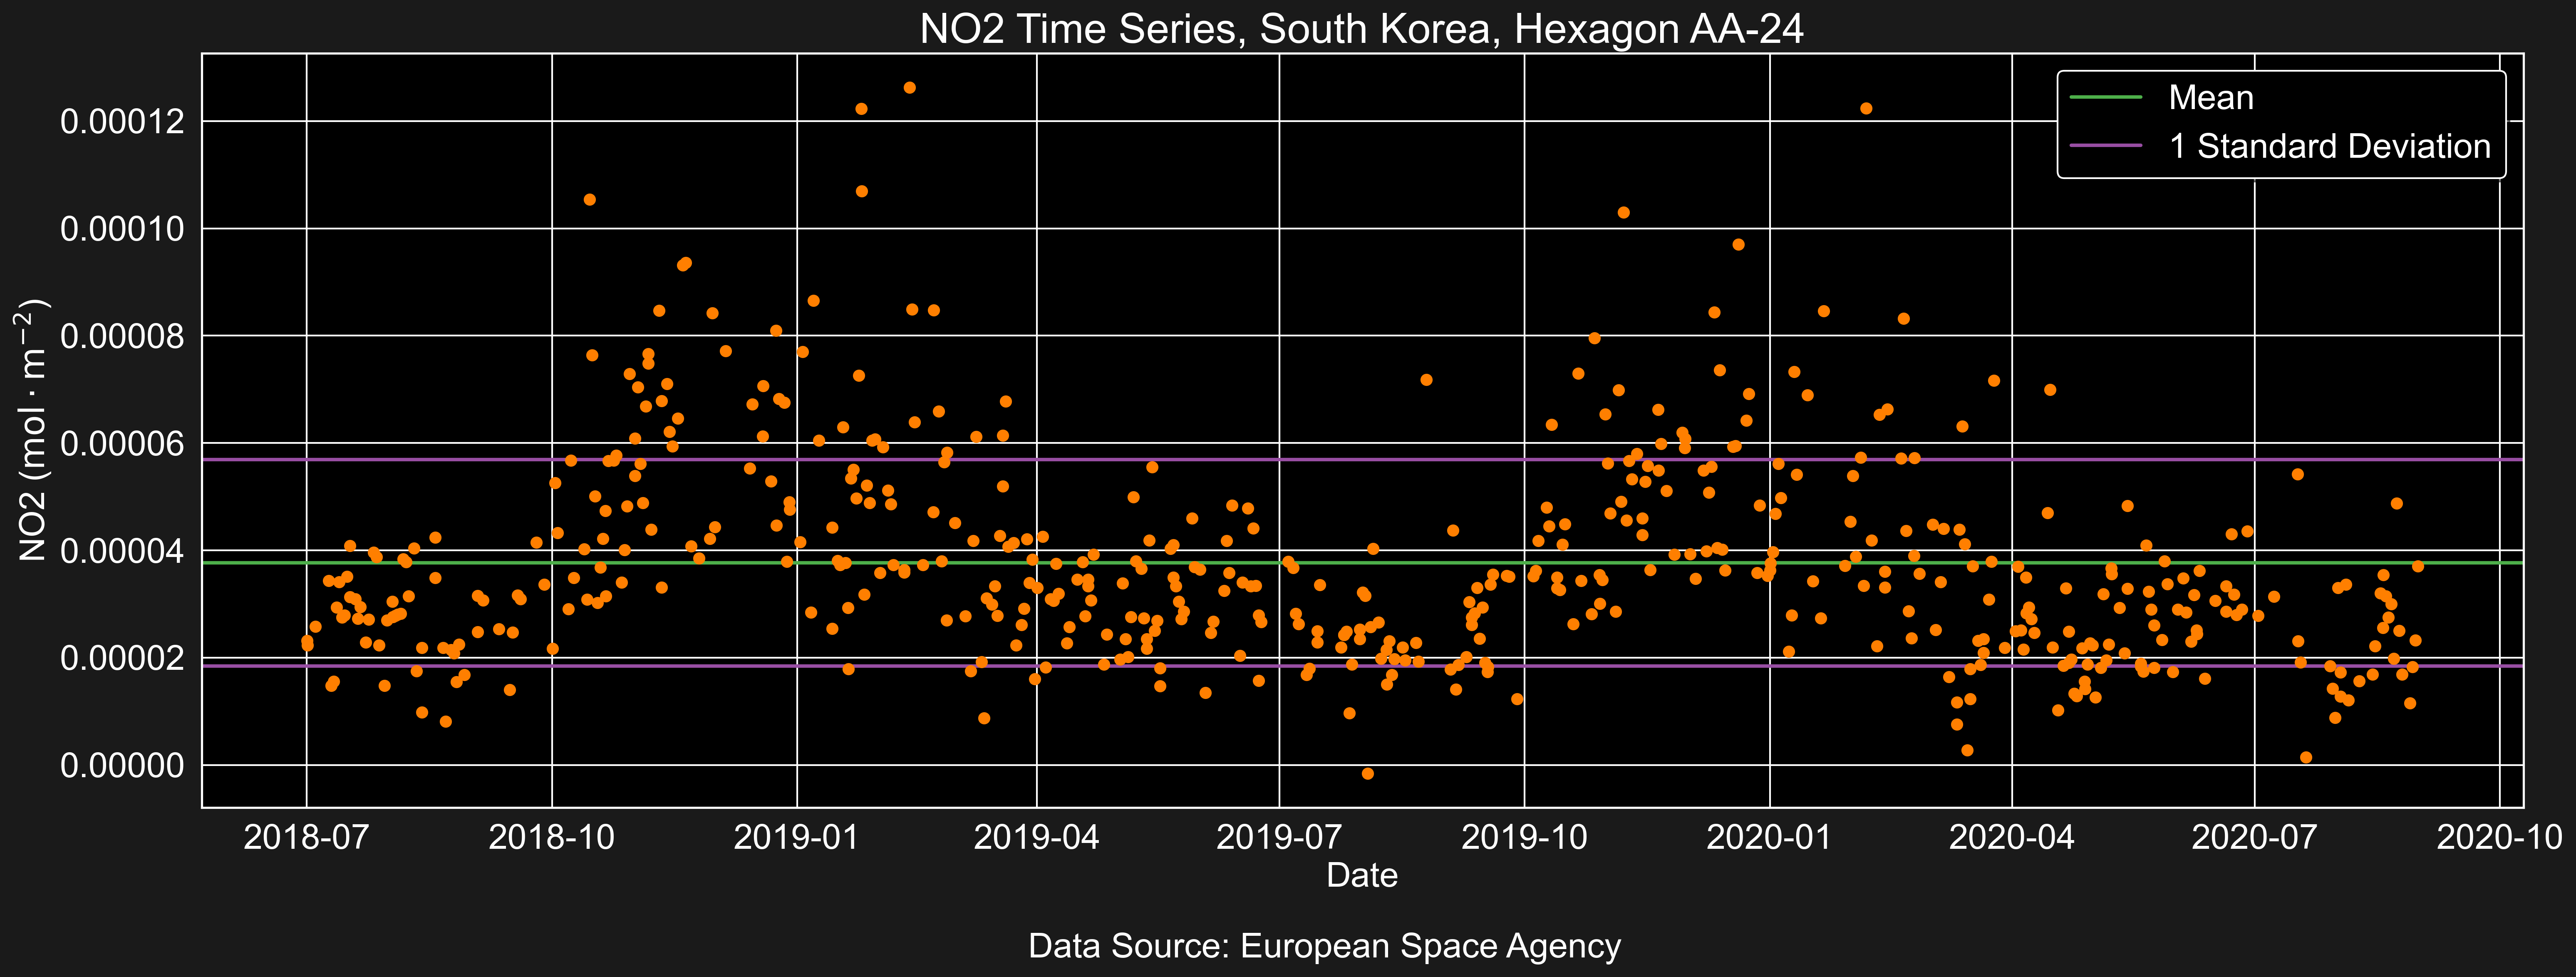 NO2 Time Series, South Korea, Hexagon AA-24
Mean
1 Standard Deviation
NO2 (mol · m⁻²)
0.00012
0.00010
0.00008
0.00006
0.00004
0.00002
0.00000
2018-07 2018-10 2019-01 2019-04 2019-07 2019-10 2020-01 2020-04 2020-07 2020-10
Date
Data Source: European Space Agency